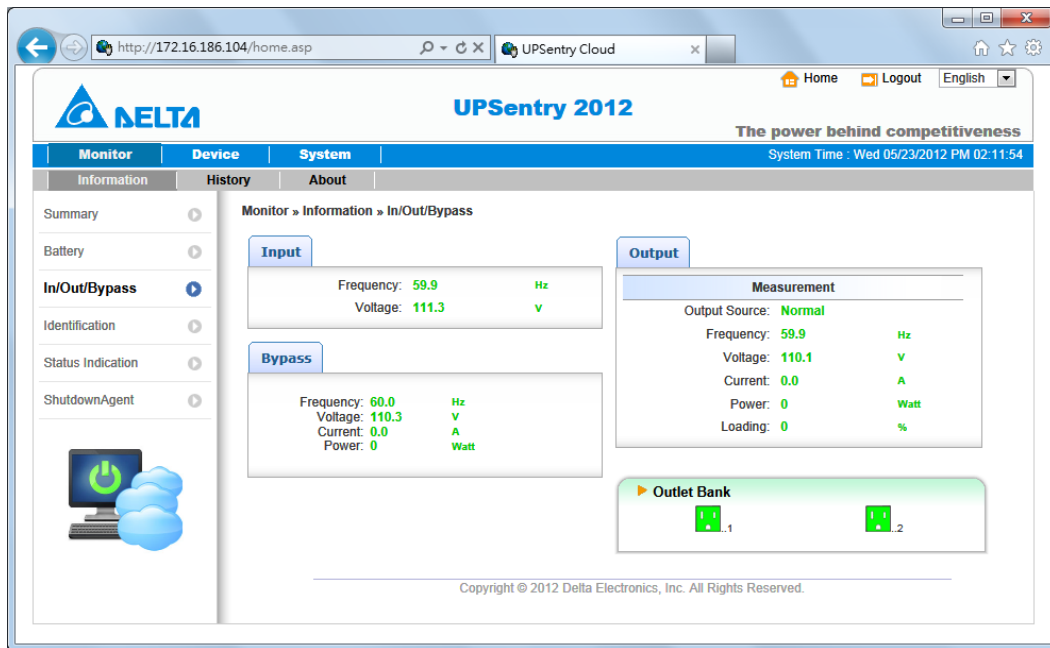 http://172.16.186.104/home.asp
UPSentry Cloud
Home Logout English
DELTA
UPSentry 2012
The power behind competitiveness
Monitor Device System
System Time : Wed 05/23/2012 PM 02:11:54
Information History About
Summary
Battery
In/Out/Bypass
Identification
Status Indication
ShutdownAgent
Monitor » Information » In/Out/Bypass
Input
Frequency: 59.9 Hz
Voltage: 111.3 V
Bypass
Frequency: 60.0 Hz
Voltage: 110.3 V
Current: 0.0 A
Power: 0 Watt
Output
Measurement
Output Source: Normal
Frequency: 59.9 Hz
Voltage: 110.1 V
Current: 0.0 A
Power: 0 Watt
Loading: 0 %
Outlet Bank
..1 ..2
Copyright © 2012 Delta Electronics, Inc. All Rights Reserved.